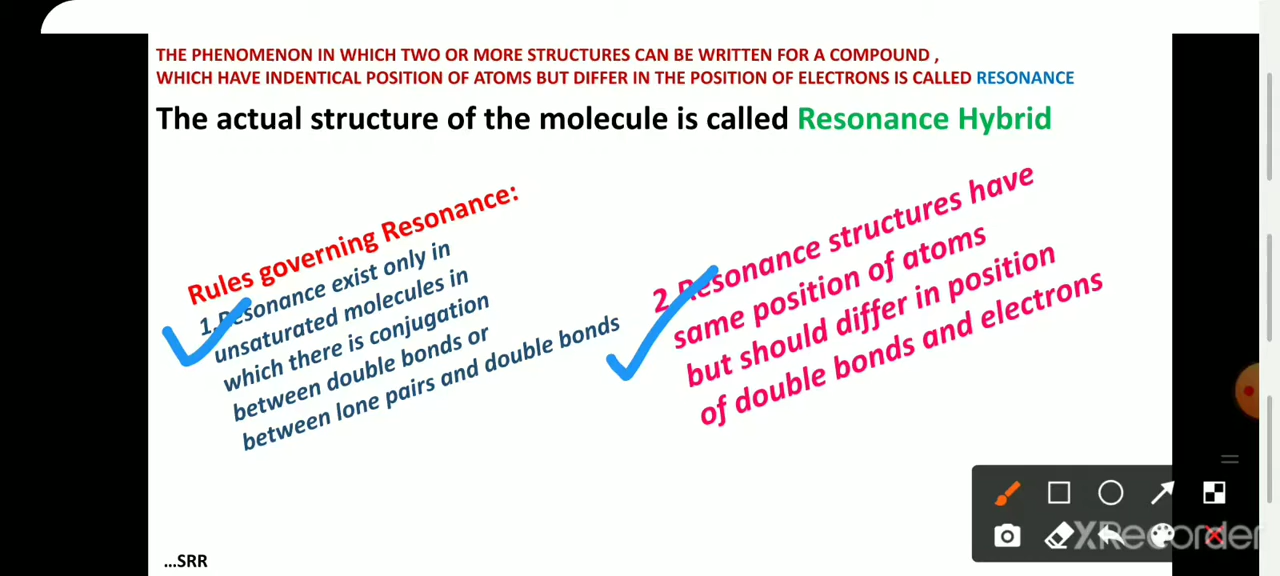 THE PHENOMENON IN WHICH TWO OR MORE STRUCTURES CAN BE WRITTEN FOR A COMPOUND ,
WHICH HAVE INDENTICAL POSITION OF ATOMS BUT DIFFER IN THE POSITION OF ELECTRONS IS CALLED RESONANCE
The actual structure of the molecule is called Resonance Hybrid
Rules governing Resonance:
1.Resonance exist only in
unsaturated molecules in
which there is conjugation
between double bonds or
between lone pairs and double bonds
2.Resonance structures have
same position of atoms
but should differ in position
of double bonds and electrons
...SRR
XRecorder